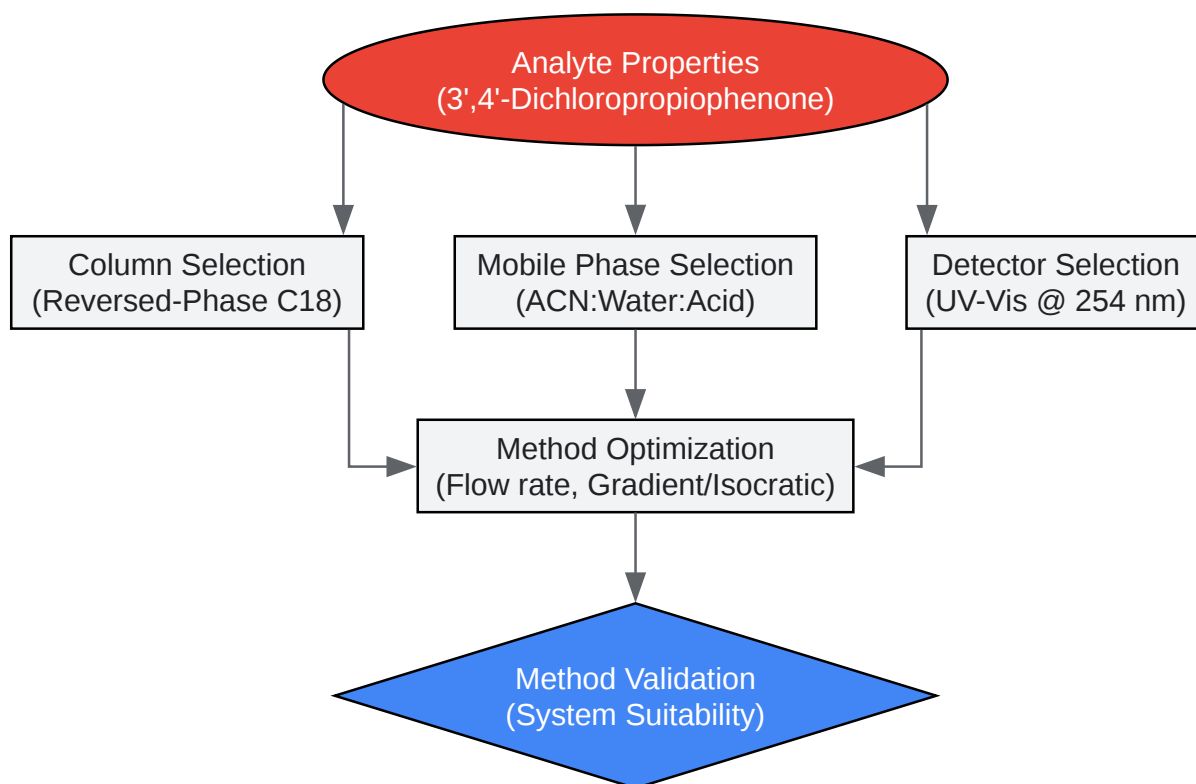 Analyte Properties
(3',4'-Dichloropropiophenone)
Column Selection
(Reversed-Phase C18)
Mobile Phase Selection
(ACN:Water:Acid)
Detector Selection
(UV-Vis @ 254 nm)
Method Optimization
(Flow rate, Gradient/Isocratic)
Method Validation
(System Suitability)